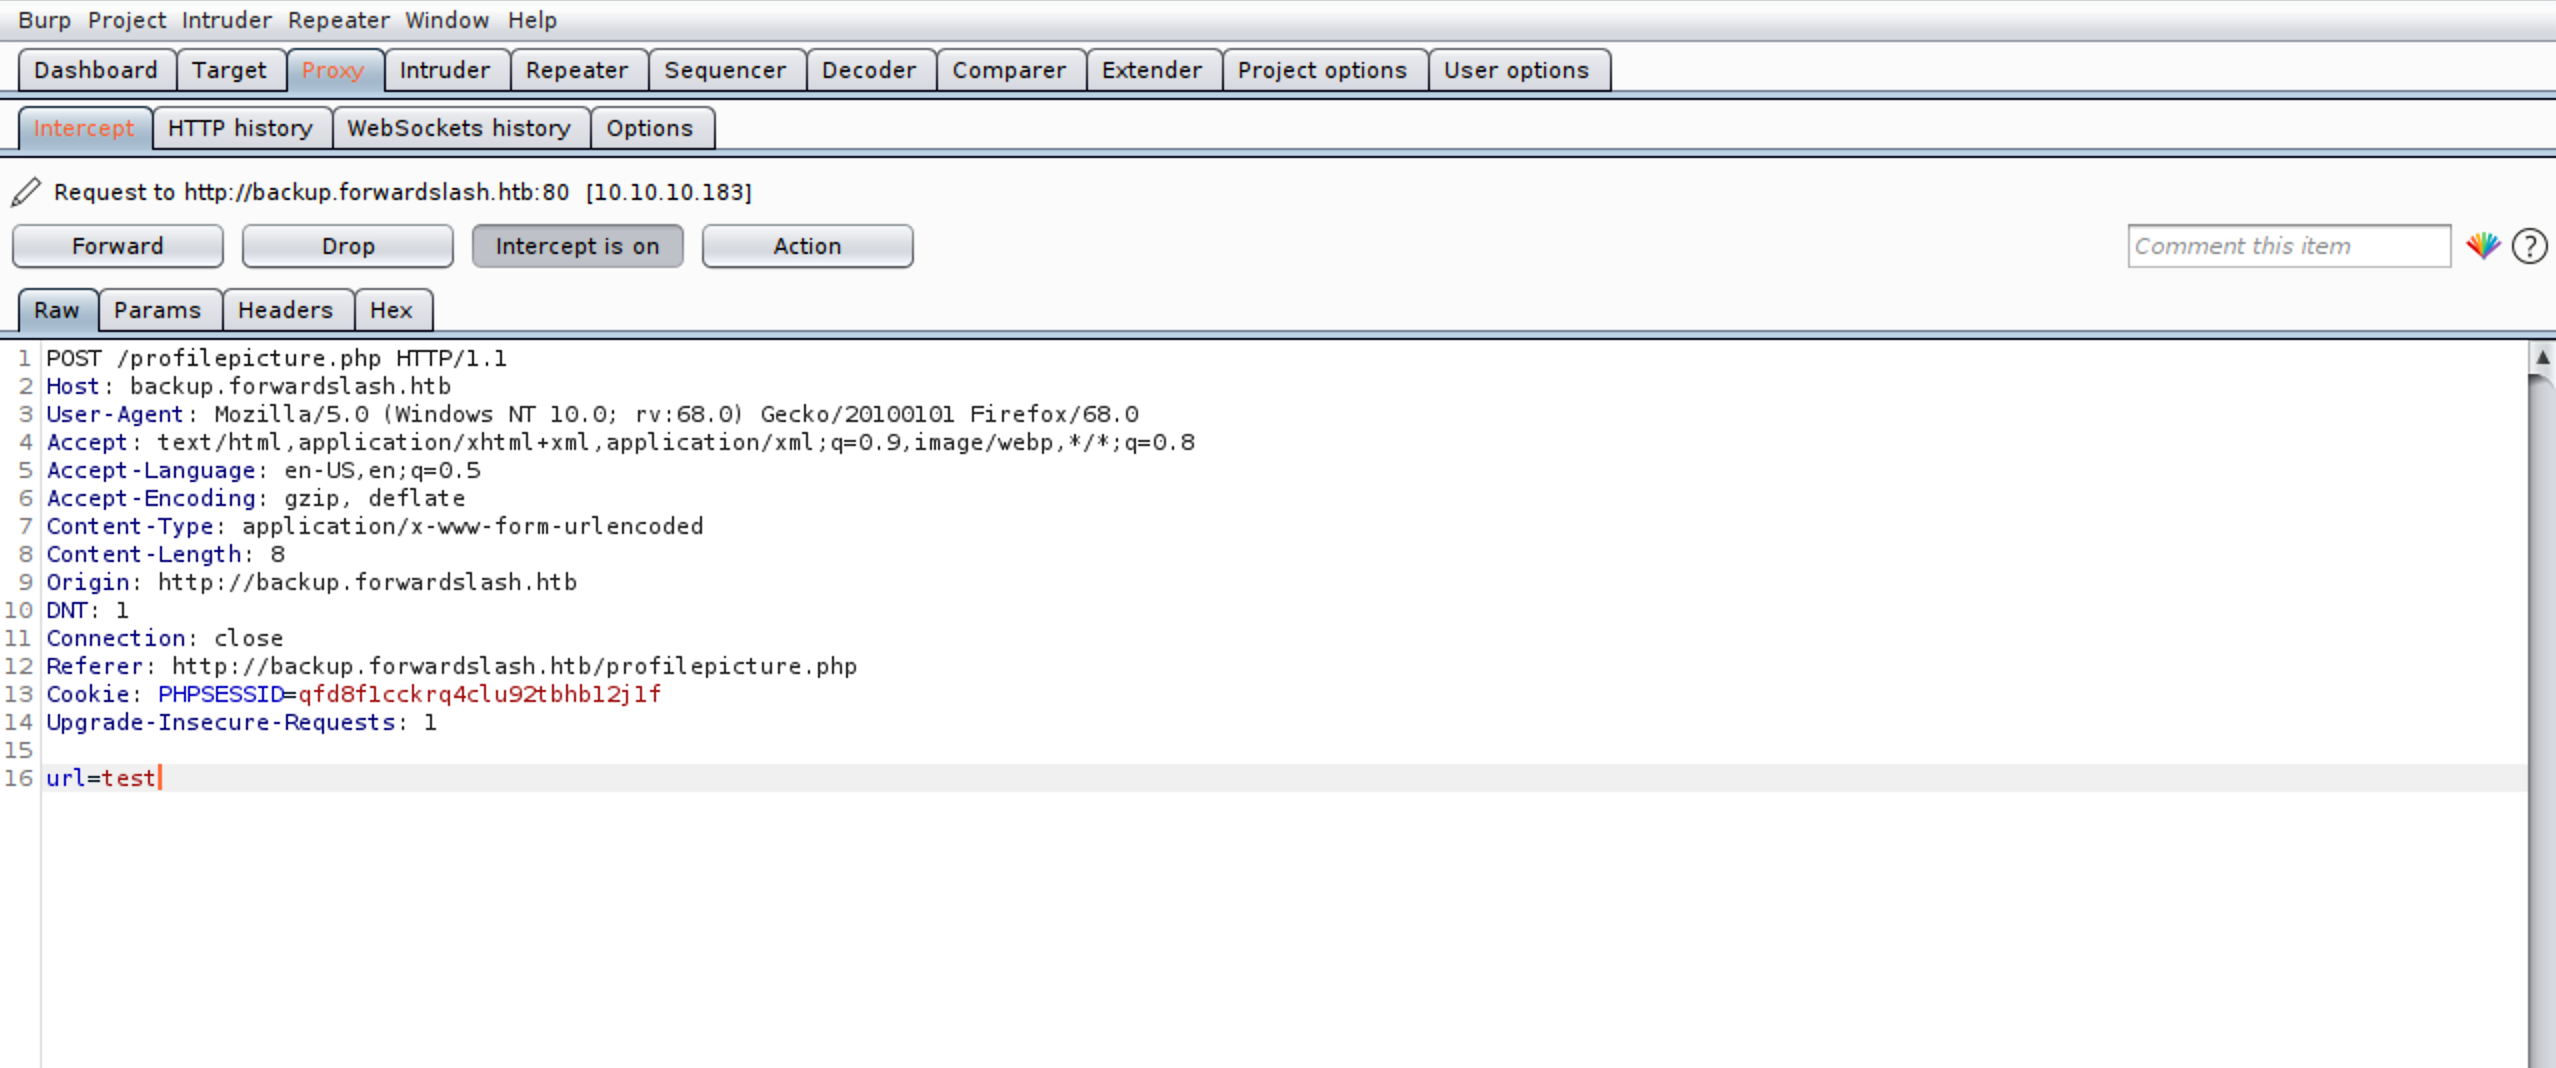 Burp Project Intruder Repeater Window Help
Dashboard Target Proxy Intruder Repeater Sequencer Decoder Comparer Extender Project options User options
Intercept HTTP history WebSockets history Options
Request to http://backup.forwardslash.htb:80 [10.10.10.183]
Forward Drop Intercept is on Action Comment this item ?
Raw Params Headers Hex
1 POST /profilepicture.php HTTP/1.1
2 Host: backup.forwardslash.htb
3 User-Agent: Mozilla/5.0 (Windows NT 10.0; rv:68.0) Gecko/20100101 Firefox/68.0
4 Accept: text/html,application/xhtml+xml,application/xml;q=0.9,image/webp,*/*;q=0.8
5 Accept-Language: en-US,en;q=0.5
6 Accept-Encoding: gzip, deflate
7 Content-Type: application/x-www-form-urlencoded
8 Content-Length: 8
9 Origin: http://backup.forwardslash.htb
10 DNT: 1
11 Connection: close
12 Referer: http://backup.forwardslash.htb/profilepicture.php
13 Cookie: PHPSESSID=qfd8f1cckrq4clu92tbhb12j1f
14 Upgrade-Insecure-Requests: 1
15
16 url=test